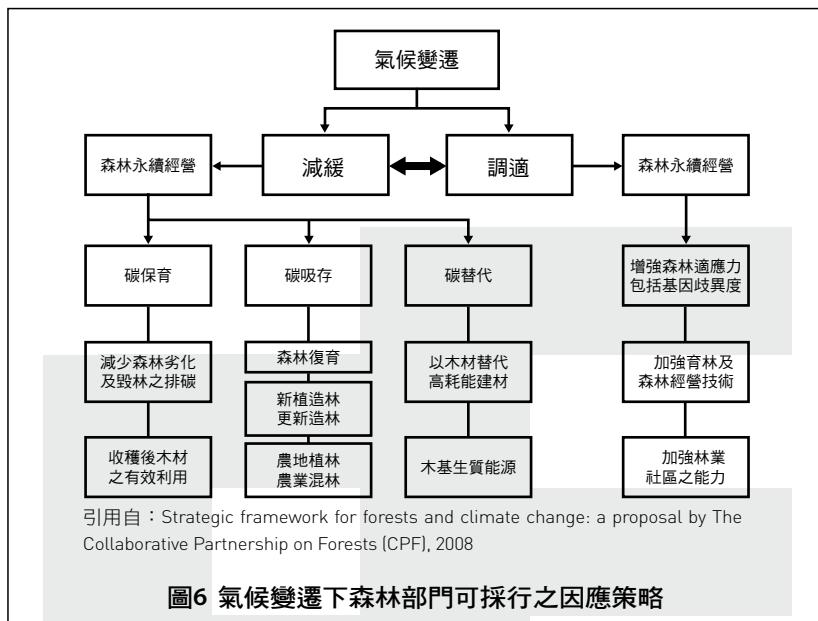 氣候變遷
森林永續經營
減緩
調適
森林永續經營
碳保育
碳吸存
碳替代
增強森林適應力
包括基因歧異度
減少森林劣化
及毀林之排碳
森林復育
以木材替代
高耗能建材
加強育林及
森林經營技術
新植造林
更新造林
收穫後木材
之有效利用
農地植林
農業混林
木基生質能源
加強林業
社區之能力
引用自：Strategic framework for forests and climate change: a proposal by The
Collaborative Partnership on Forests (CPF), 2008
圖6 氣候變遷下森林部門可採行之因應策略